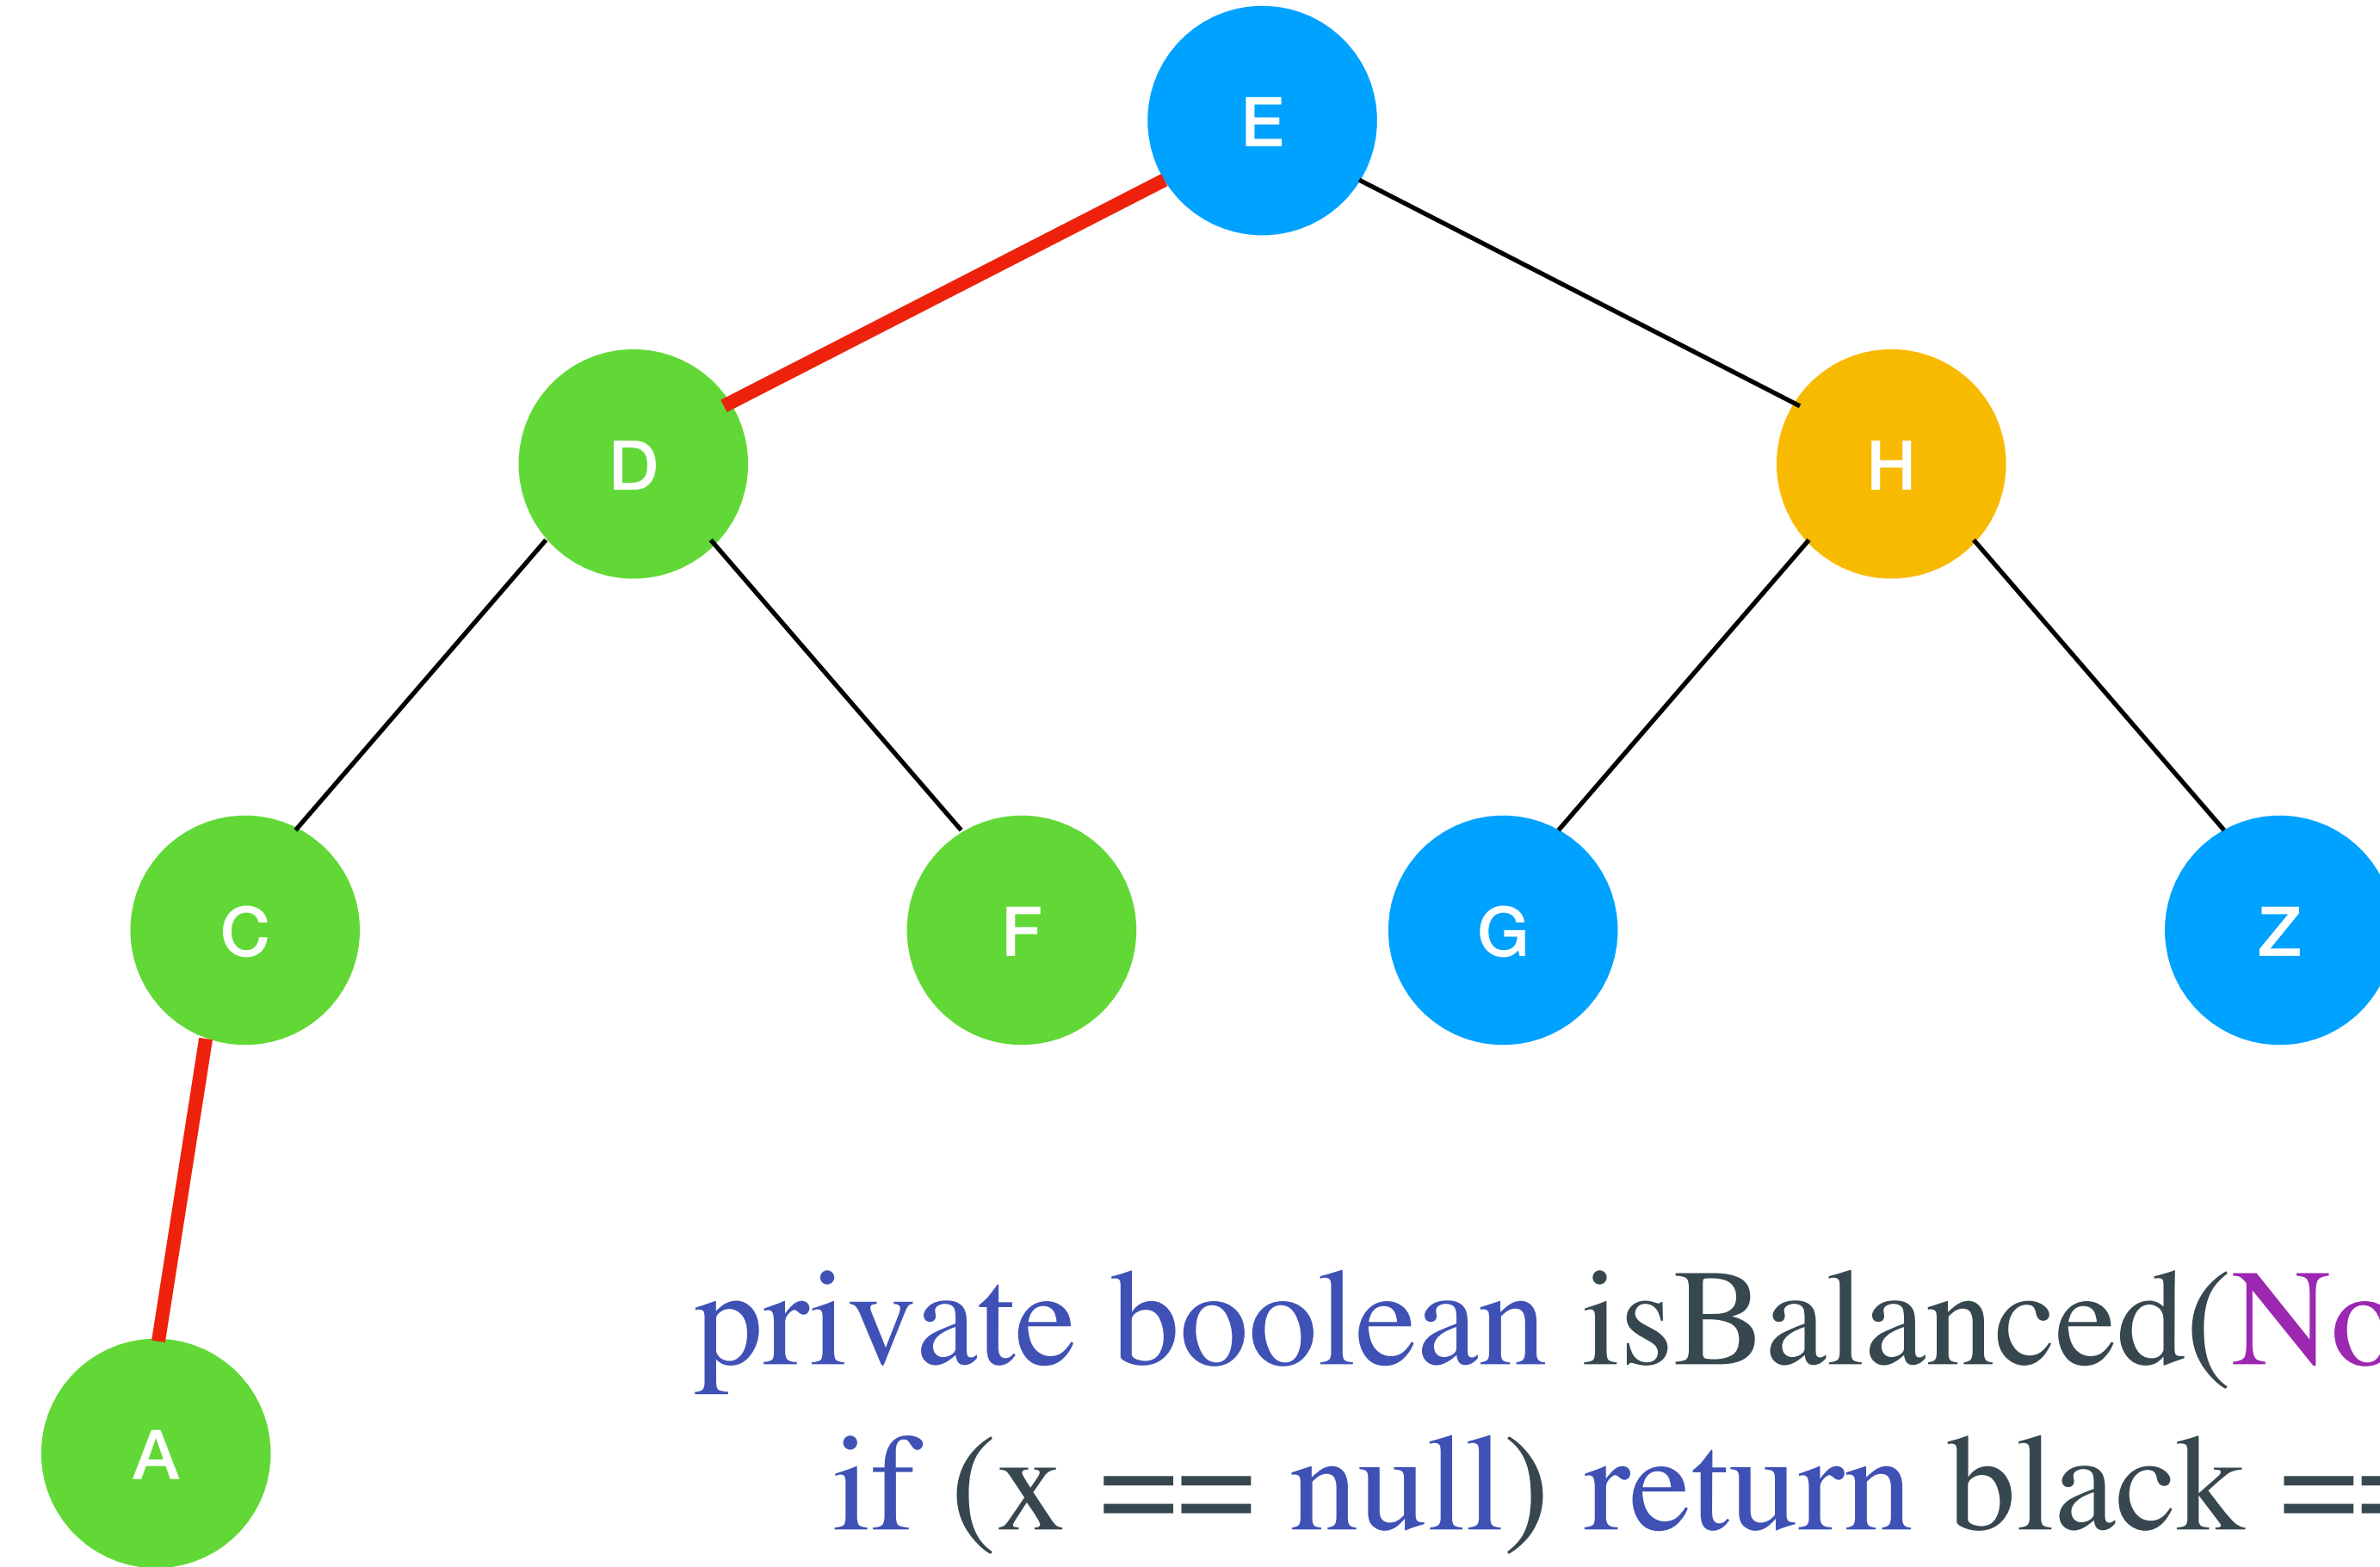 E
D H
C F G Z
private boolean isBalanced(
A
if (x == null) return black ==